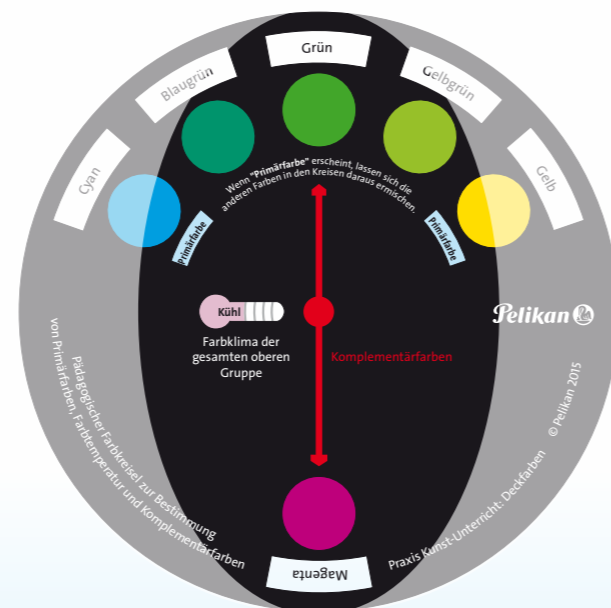 Grün
Blaugrün
Gelbgrün
Cyan
Gelb
Wenn "Primärfarbe" erscheint, lassen sich die
anderen Farben in den Kreisen daraus ermischen.
Primärfarbe
Primärfarbe
Kühl
Farbklima der
gesamten oberen
Gruppe
Komplementärfarben
Pelikan
Pädagogischer Farbkreisel zur Bestimmung
von Primärfarben, Farbtemperatur und Komplementärfarben
Praxis Kunst-Unterricht: Deckfarben © Pelikan 2015
Magenta